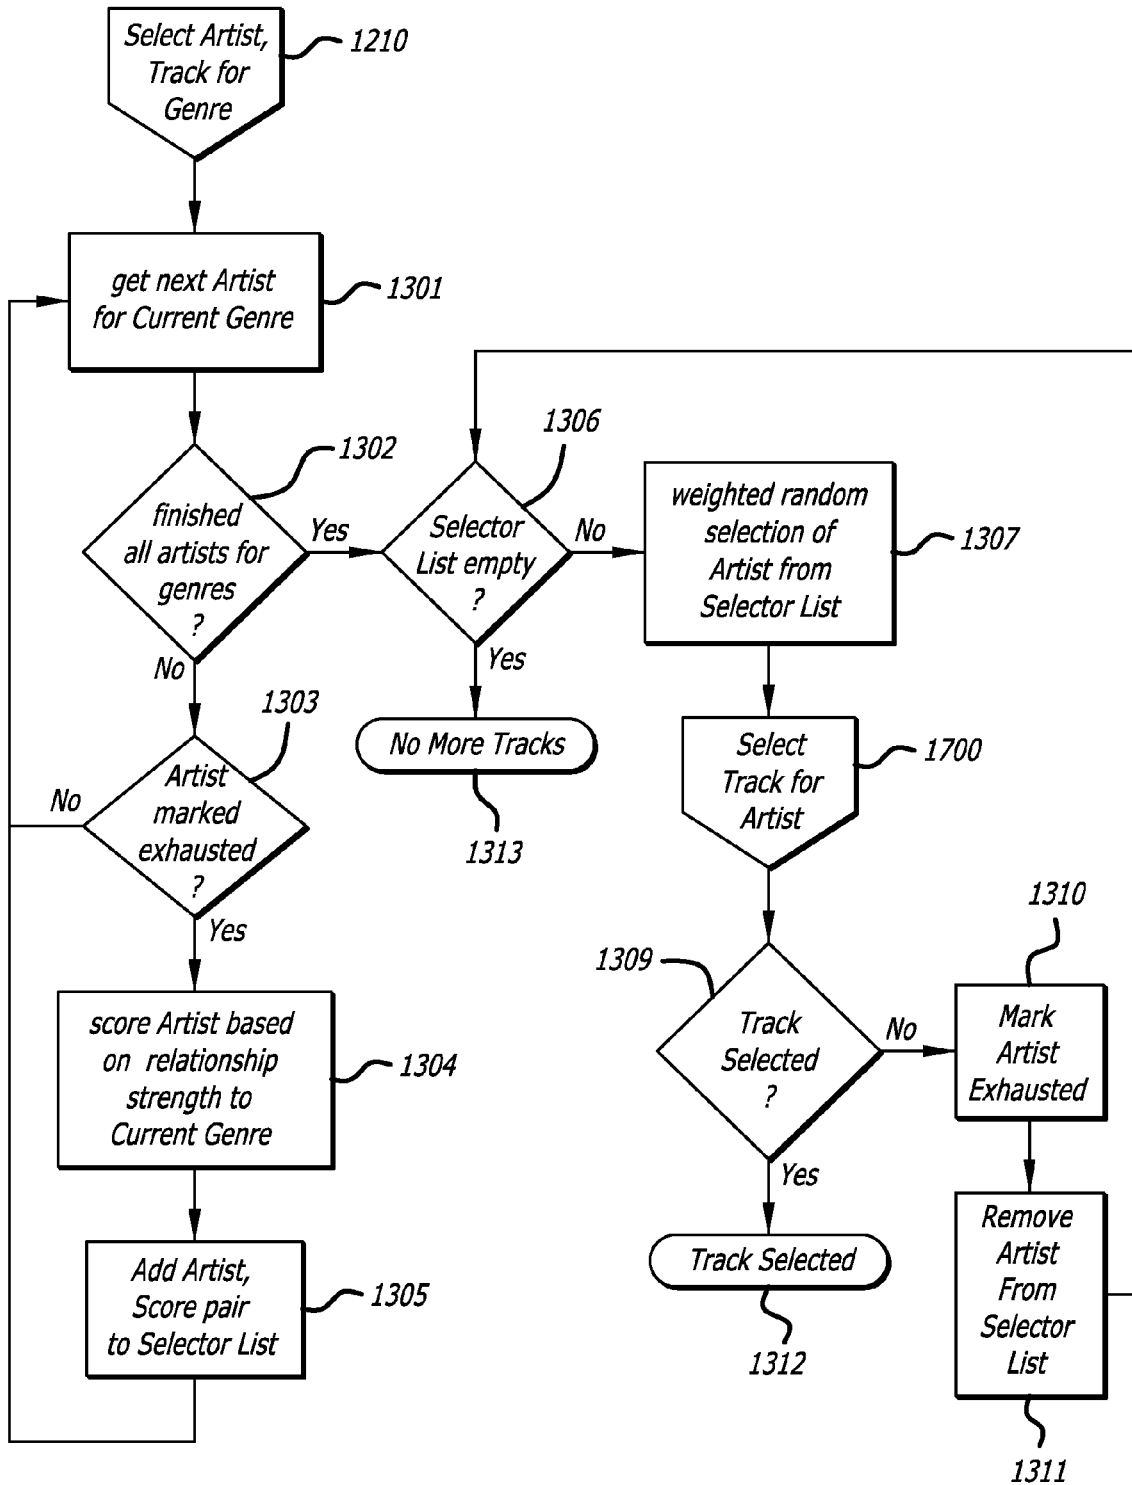 Select Artist,
Track for
Genre
1210
get next Artist
for Current Genre
1301
finished
all artists for
genres
?
1302
Yes
No
Selector
List empty
?
1306
No
Yes
weighted random
selection of
Artist from
Selector List
1307
No More Tracks
1313
Artist
marked
exhausted
?
1303
No
Yes
Select
Track for
Artist
1700
score Artist based
on relationship
strength to
Current Genre
1304
Track
Selected
?
1309
No
Yes
Mark
Artist
Exhausted
1310
Add Artist,
Score pair
to Selector List
1305
Track Selected
1312
Remove
Artist
From
Selector
List
1311